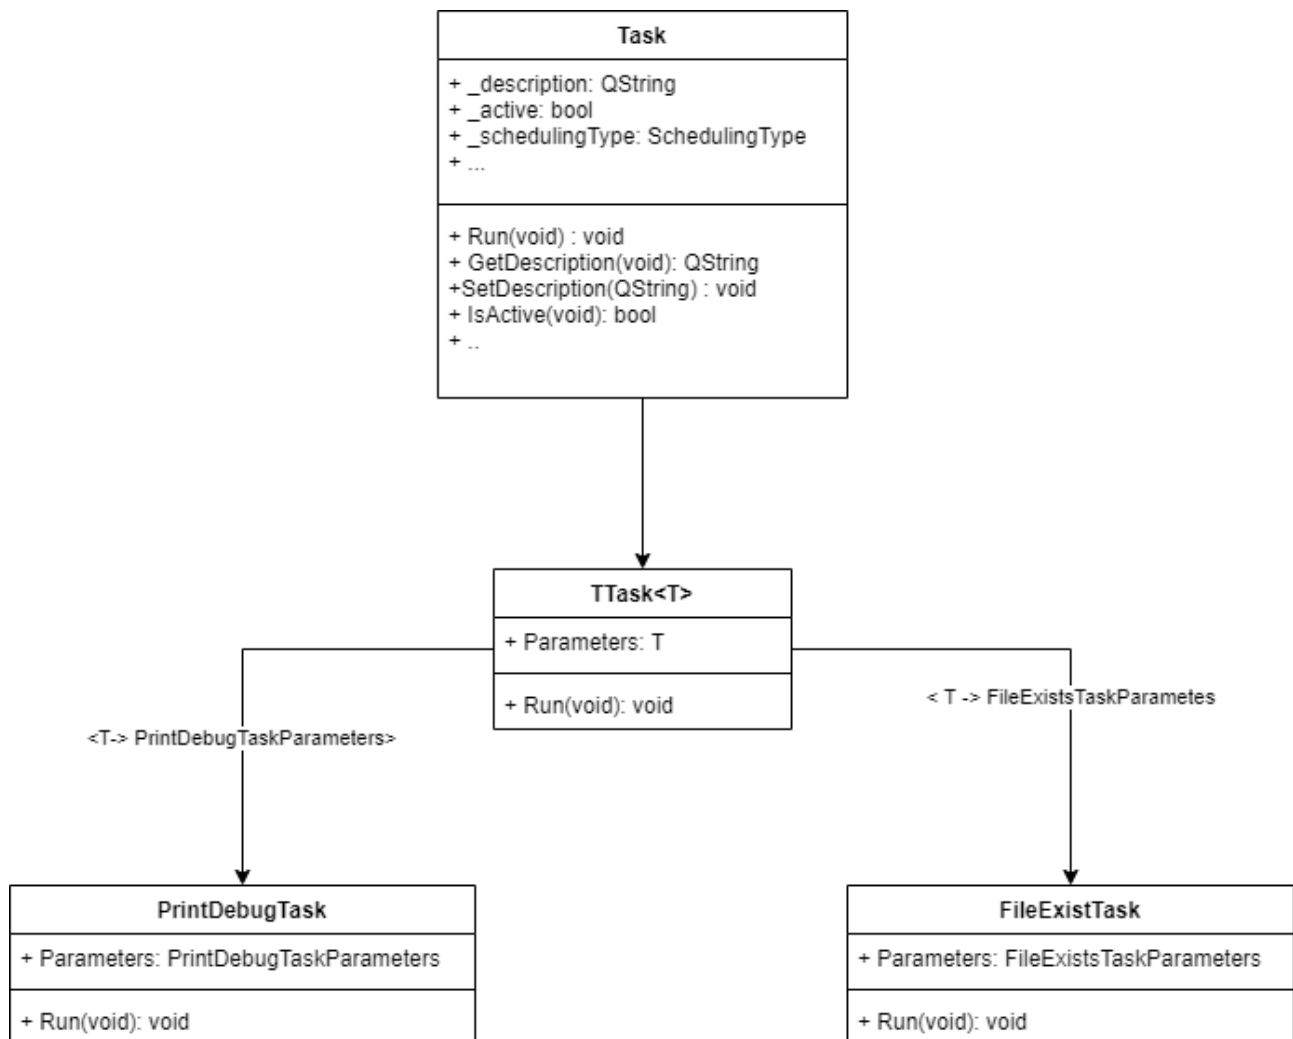 Task
+ _description: QString
+ _active: bool
+ _schedulingType: SchedulingType
+ ...
+ Run(void) : void
+ GetDescription(void): QString
+SetDescription(QString) : void
+ IsActive(void): bool
+ ..
TTask<T>
+ Parameters: T
+ Run(void): void
<T-> PrintDebugTaskParameters>
< T -> FileExistsTaskParametes
PrintDebugTask
+ Parameters: PrintDebugTaskParameters
+ Run(void): void
FileExistTask
+ Parameters: FileExistsTaskParameters
+ Run(void): void